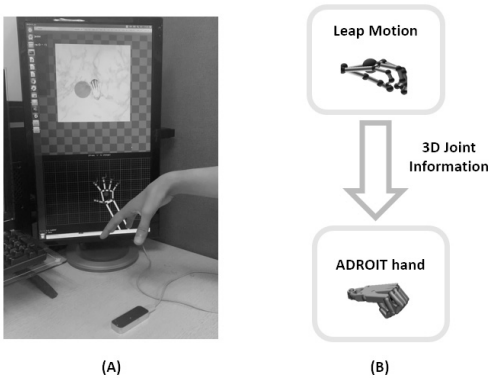 Leap Motion
3D Joint
Information
ADROIT hand
(A)
(B)